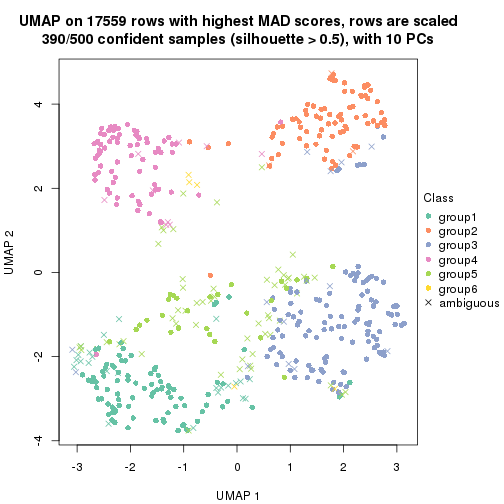 UMAP on 17559 rows with highest MAD scores, rows are scaled
390/500 confident samples (silhouette > 0.5), with 10 PCs
4
2
0
-2
-4
UMAP 2
-3
-2
-1
0
1
2
3
UMAP 1
Class
group1
group2
group3
group4
group5
group6
ambiguous